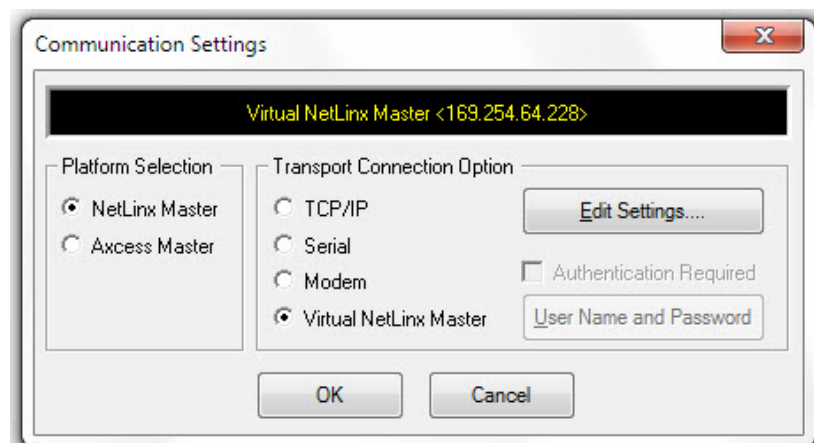 Communication Settings
Virtual NetLinx Master <169.254.64.228>
Platform Selection
NetLinx Master
Axcess Master
Transport Connection Option
TCP/IP
Serial
Modem
Virtual NetLinx Master
Edit Settings....
Authentication Required
User Name and Password
OK
Cancel